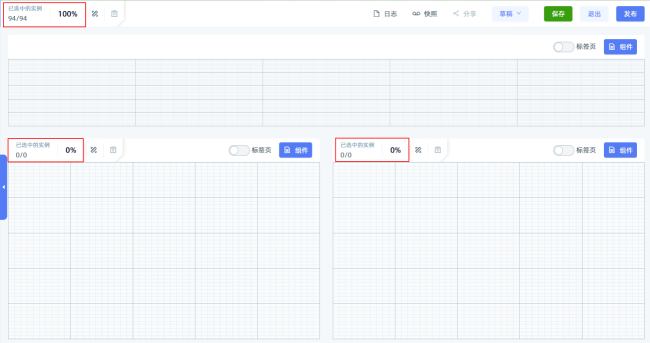 已选中的实例
94/94 100% 日志 快照 分享 草稿 保存 退出 发布
标签页 组件
已选中的实例
0/0 0% 标签页 组件
已选中的实例
0/0 0% 标签页 组件